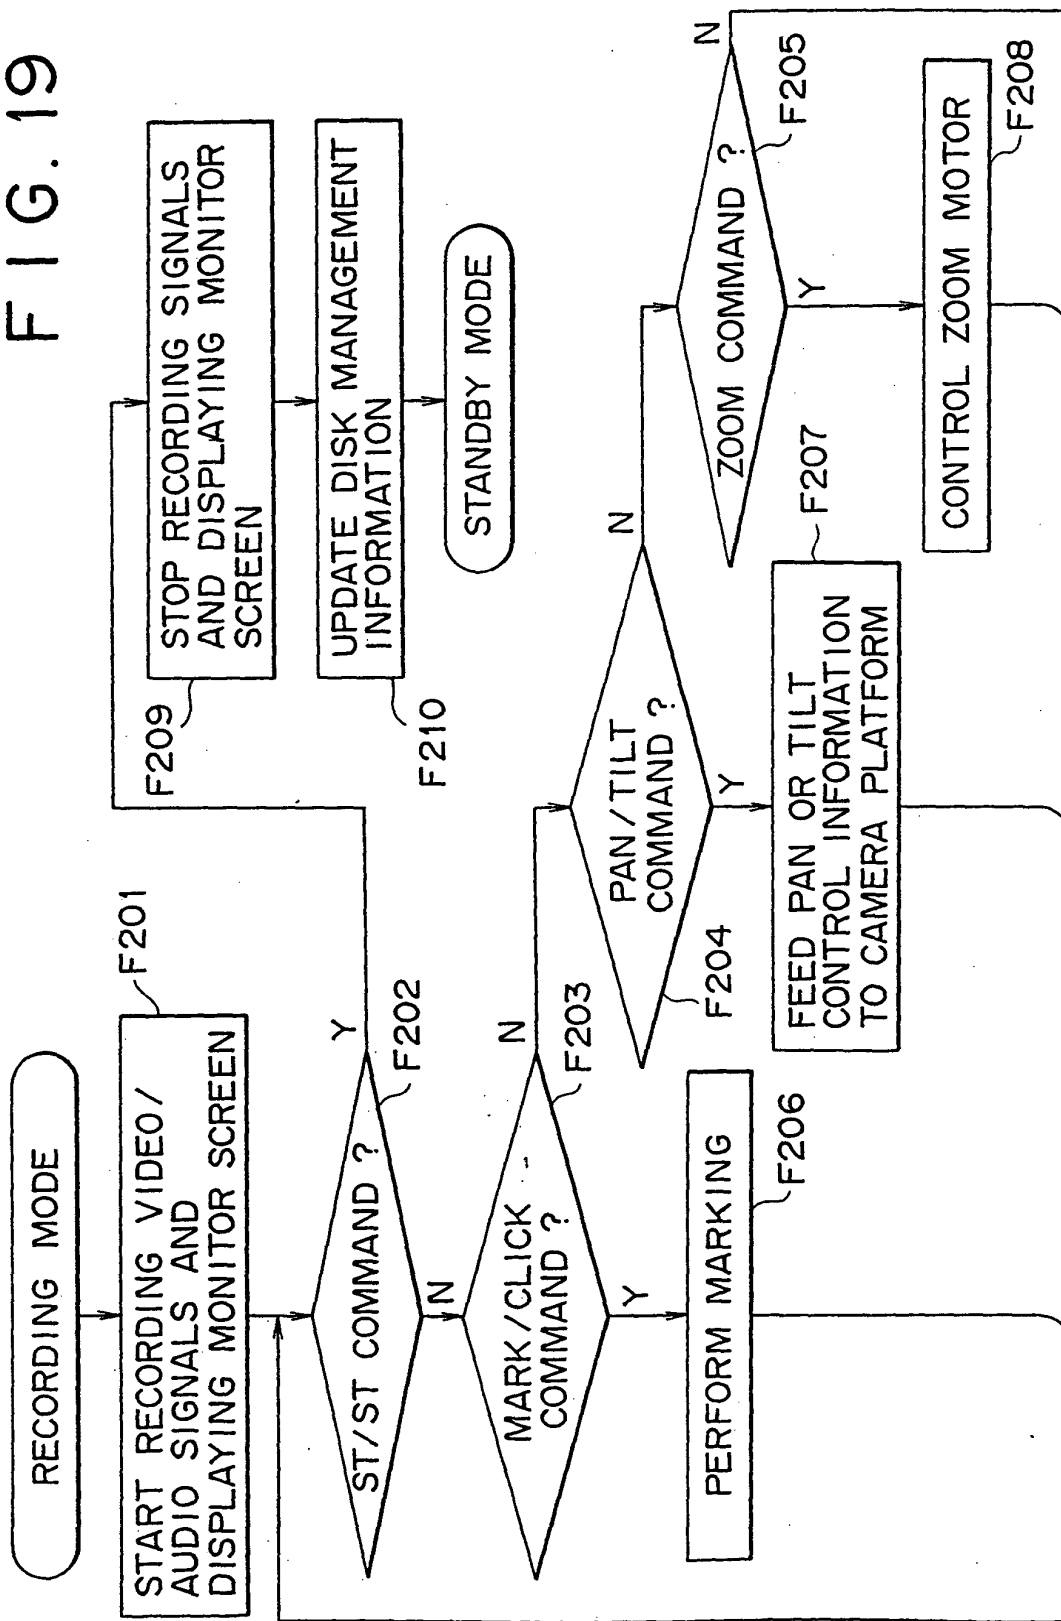 FIG. 19
RECORDING MODE
START RECORDING VIDEO/
AUDIO SIGNALS AND
DISPLAYING MONITOR SCREEN
F201
ST/ST COMMAND ?
Y
F202
N
MARK/CLICK
COMMAND ?
N
F203
Y
PERFORM MARKING
F206
PAN/TILT
COMMAND ?
N
F204
Y
FEED PAN OR TILT
CONTROL INFORMATION
TO CAMERA PLATFORM
F207
ZOOM COMMAND ?
N
F205
Y
CONTROL ZOOM MOTOR
F208
STOP RECORDING SIGNALS
AND DISPLAYING MONITOR
SCREEN
F209
UPDATE DISK MANAGEMENT
INFORMATION
F210
STANDBY MODE